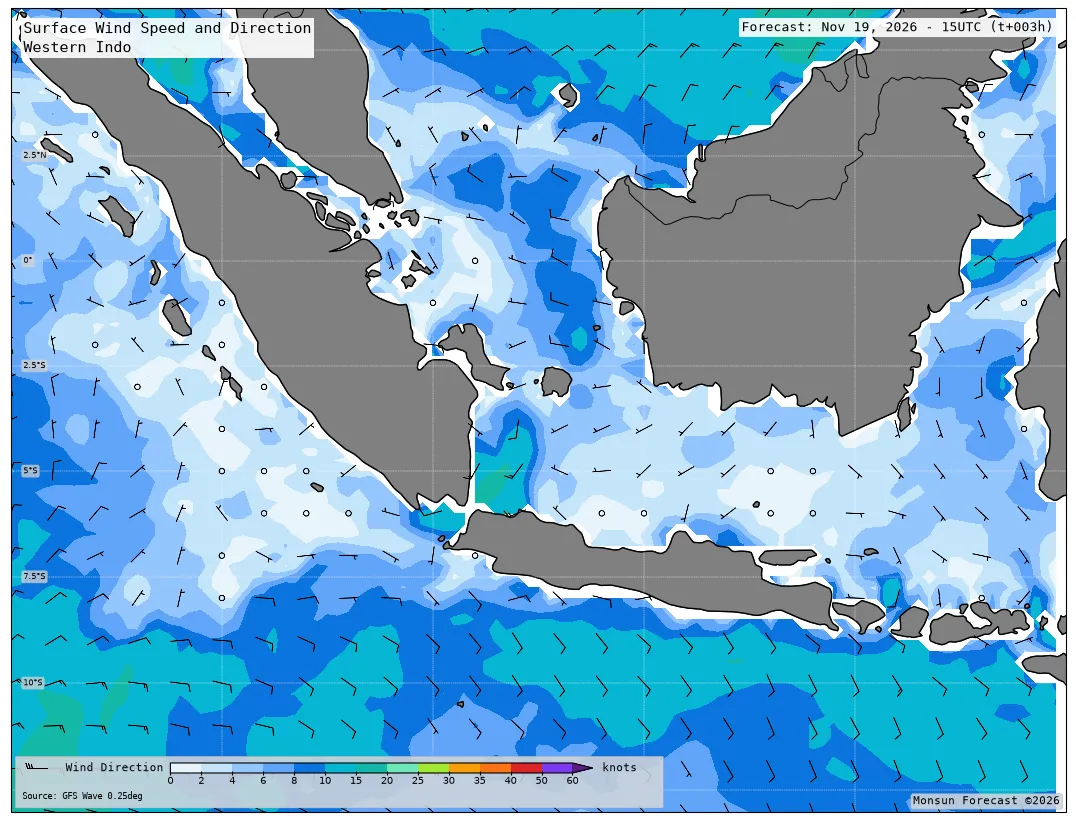 Surface Wind Speed and Direction
Western Indo
Forecast: Nov 19, 2026 - 15UTC (t+003h)
2.5°N
0°
2.5°S
5°S
7.5°S
10°S
Wind Direction
0 2 4 6 8 10 15 20 25 30 35 40 50 60
knots
Source: GFS Wave 0.25deg
Monsun Forecast ©2026